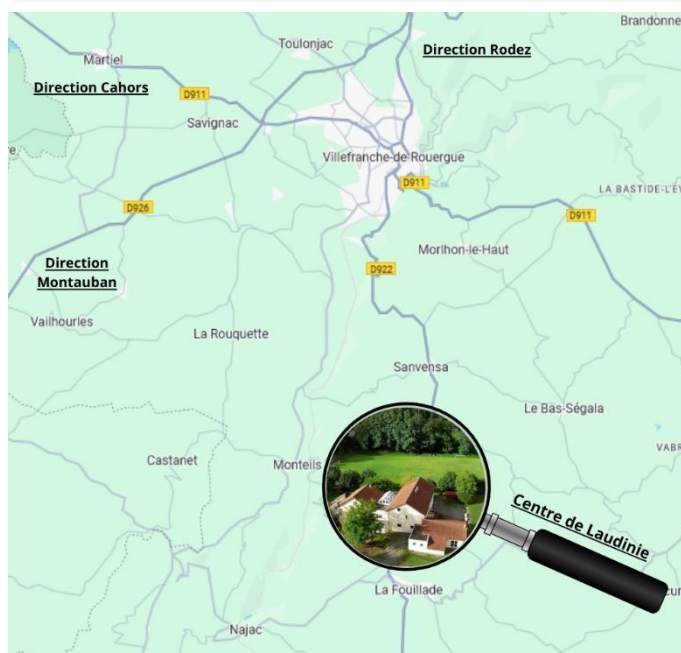 Brandonne
Toulonjac
Direction Rodez
Martiel
Direction Cahors
D911
Savignac
Villefranche-de-Rouergue
D911
LA BASTIDE-L'ÉV
D926
D911
Morlhon-le-Haut
Direction
Montauban
D922
Vailhourles
La Rouquette
Sanvensa
Le Bas-Ségala
VABR
Castanet
Monteils
Centre de Laudinie
La Fouillade
Najac